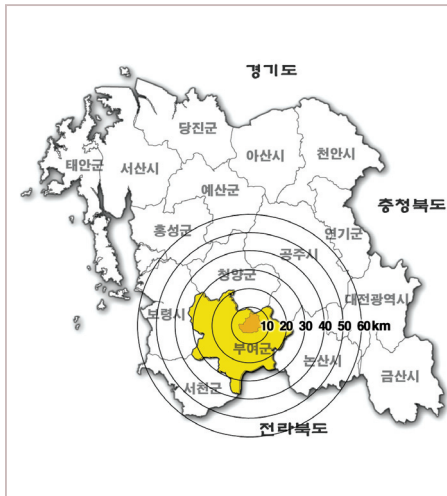 경기도
당진군
아산시
천안시
태안군
서산시
예산군
충청북도
홍성군
연기군
공주시
청양군
대전광역시
보령시
10 20 30 40 50 60km
부여군
논산시
금산시
서천군
전라북도